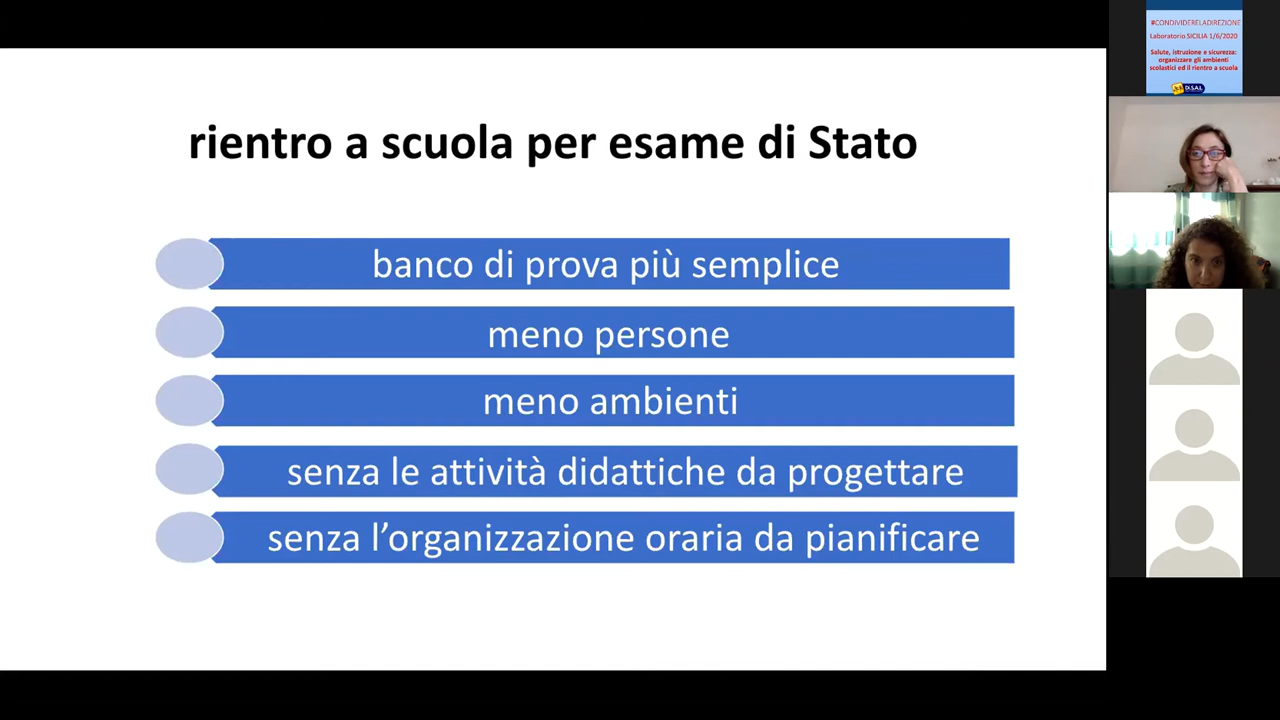 rientro a scuola per esame di Stato
banco di prova più semplice
meno persone
meno ambienti
senza le attività didattiche da progettare
senza l’organizzazione oraria da pianificare
#CONDIVIDERELADIREZIONE
Laboratorio SICILIA 1/6/2020
Salute, istruzione e sicurezza:
organizzare gli ambienti
scolastici ed il rientro a scuola
DI.S.A.L.